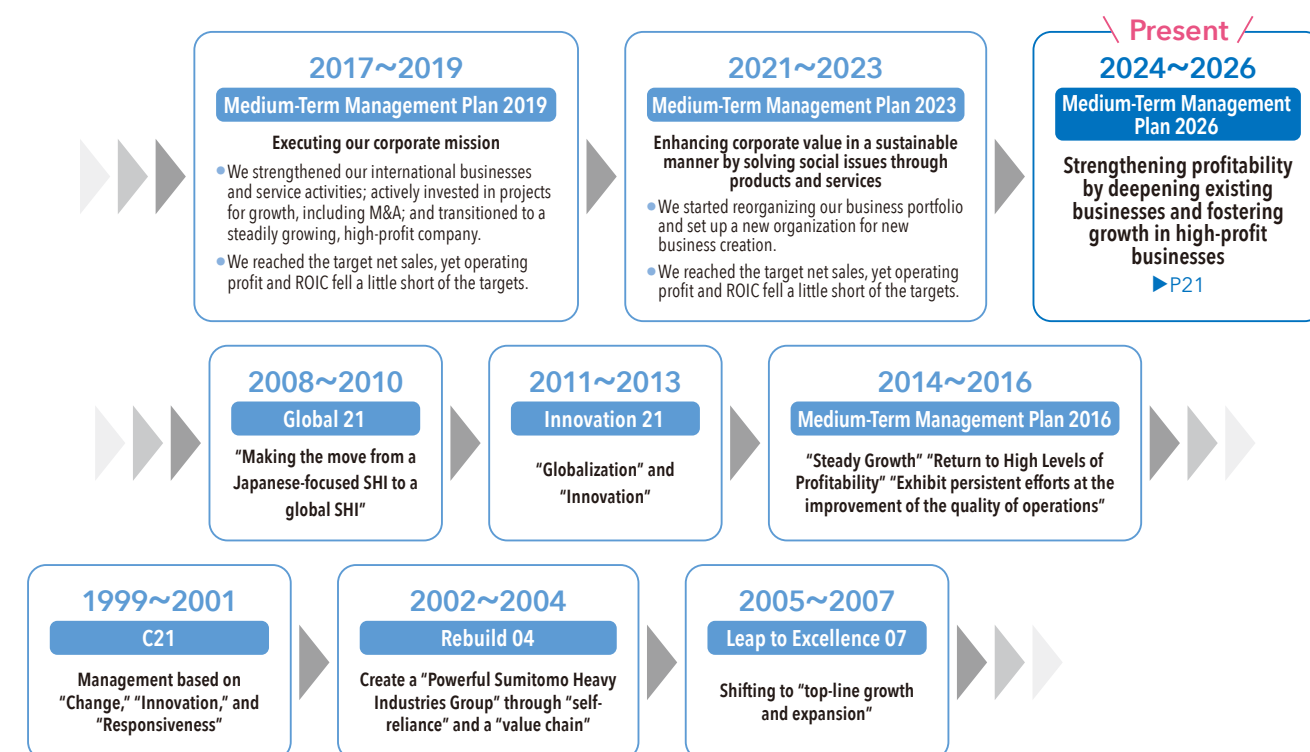 Present
2017~2019
Medium-Term Management Plan 2019
Executing our corporate mission
●We strengthened our international businesses
and service activities; actively invested in projects
for growth, including M&A; and transitioned to a
steadily growing, high-profit company.
●We reached the target net sales, yet operating
profit and ROIC fell a little short of the targets.
2021~2023
Medium-Term Management Plan 2023
Enhancing corporate value in a sustainable
manner by solving social issues through
products and services
●We started reorganizing our business portfolio
and set up a new organization for new
business creation.
●We reached the target net sales, yet operating
profit and ROIC fell a little short of the targets.
2024~2026
Medium-Term Management
Plan 2026
Strengthening profitability
by deepening existing
businesses and fostering
growth in high-profit
businesses
▶P21
2008~2010
Global 21
“Making the move from a
Japanese-focused SHI to a
global SHI”
2011~2013
Innovation 21
“Globalization” and
“Innovation”
2014~2016
Medium-Term Management Plan 2016
“Steady Growth” “Return to High Levels of
Profitability” “Exhibit persistent efforts at the
improvement of the quality of operations”
1999~2001
C21
Management based on
“Change,” “Innovation,” and
“Responsiveness”
2002~2004
Rebuild 04
Create a “Powerful Sumitomo Heavy
Industries Group” through “self-
reliance” and a “value chain”
2005~2007
Leap to Excellence 07
Shifting to “top-line growth
and expansion”